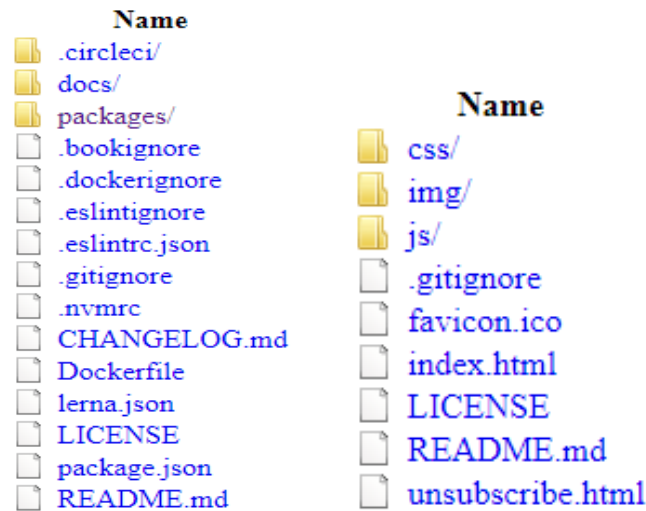 Name
.circleci/
docs/
packages/
.bookignore
.dockerignore
.eslintignore
.eslintrc.json
.gitignore
.nvmrc
CHANGELOG.md
Dockerfile
lerna.json
LICENSE
package.json
README.md
Name
css/
img/
js/
.gitignore
favicon.ico
index.html
LICENSE
README.md
unsubscribe.html